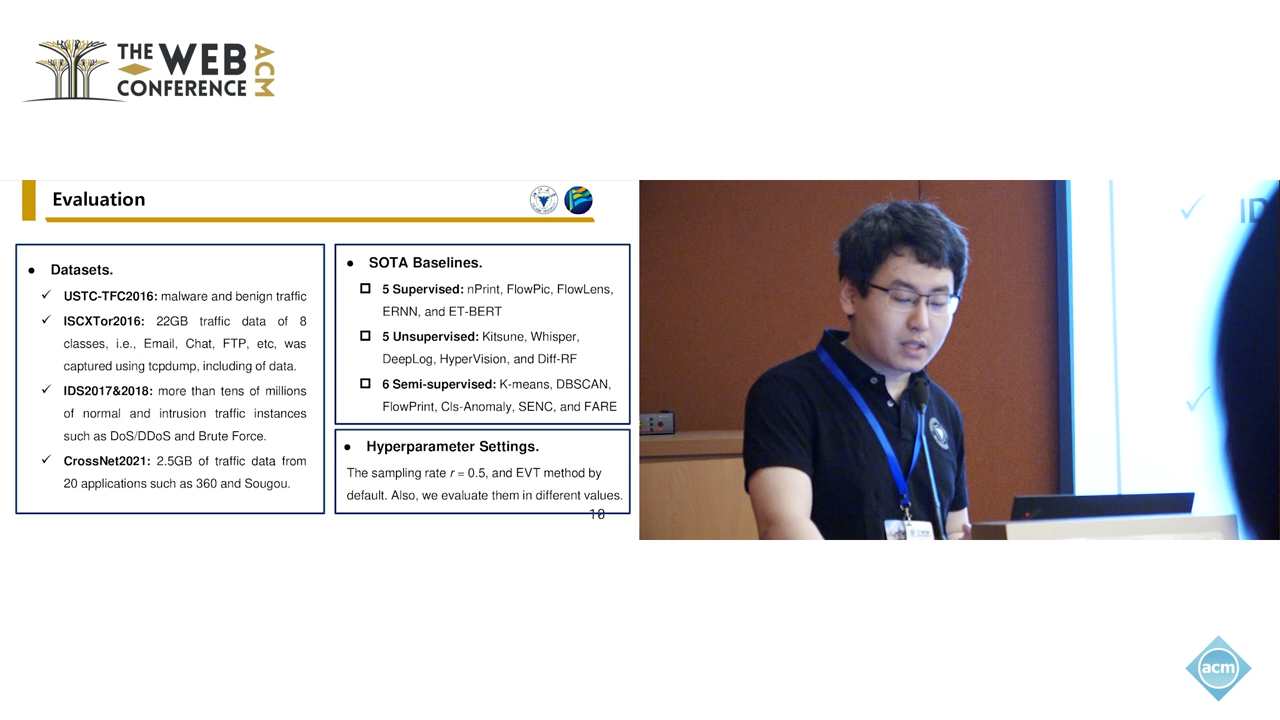 THE WEB
CONFERENCE
ACM
Evaluation
● Datasets.
✓ USTC-TFC2016: malware and benign traffic
✓ ISCXTor2016: 22GB traffic data of 8
classes, i.e., Email, Chat, FTP, etc, was
captured using tcpdump, including of data.
✓ IDS2017&2018: more than tens of millions
of normal and intrusion traffic instances
such as DoS/DDoS and Brute Force.
✓ CrossNet2021: 2.5GB of traffic data from
20 applications such as 360 and Sougou.
● SOTA Baselines.
5 Supervised: nPrint, FlowPic, FlowLens,
ERNN, and ET-BERT
5 Unsupervised: Kitsune, Whisper,
DeepLog, HyperVision, and Diff-RF
6 Semi-supervised: K-means, DBSCAN,
FlowPrint, Cls-Anomaly, SENC, and FARE
● Hyperparameter Settings.
The sampling rate r = 0.5, and EVT method by
default. Also, we evaluate them in different values.
10
✓ ID
✓
acm